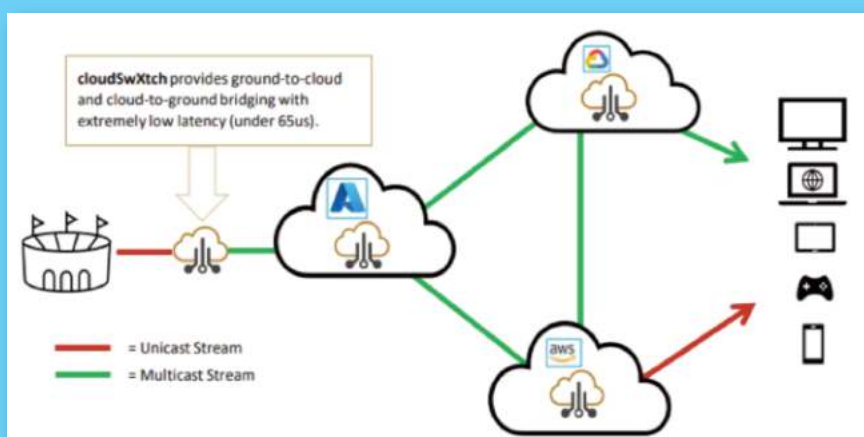 cloudSwXtch provides ground-to-cloud
and cloud-to-ground bridging with
extremely low latency (under 65us).
aws
= Unicast Stream
= Multicast Stream